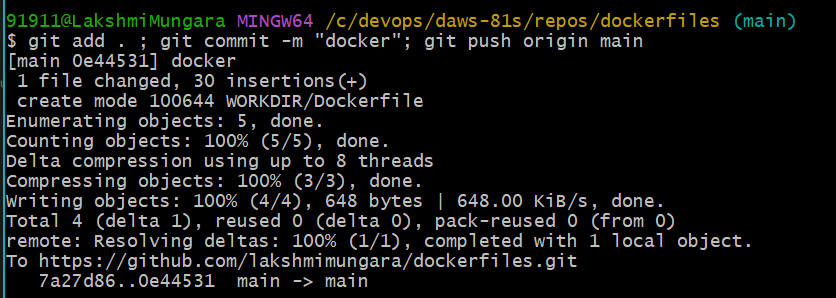 91911@LakshmiMungara MINGW64 /c/devops/daws-81s/repos/dockerfiles (main)
$ git add . ; git commit -m "docker"; git push origin main
[main 0e44531] docker
 1 file changed, 30 insertions(+)
 create mode 100644 WORKDIR/Dockerfile
Enumerating objects: 5, done.
Counting objects: 100% (5/5), done.
Delta compression using up to 8 threads
Compressing objects: 100% (3/3), done.
Writing objects: 100% (4/4), 648 bytes | 648.00 KiB/s, done.
Total 4 (delta 1), reused 0 (delta 0), pack-reused 0 (from 0)
remote: Resolving deltas: 100% (1/1), completed with 1 local object.
To https://github.com/lakshmimungara/dockerfiles.git
   7a27d86..0e44531  main -> main